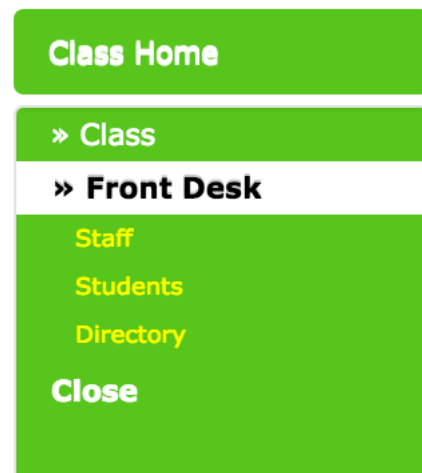 Class Home
» Class
» Front Desk
Staff
Students
Directory
Close